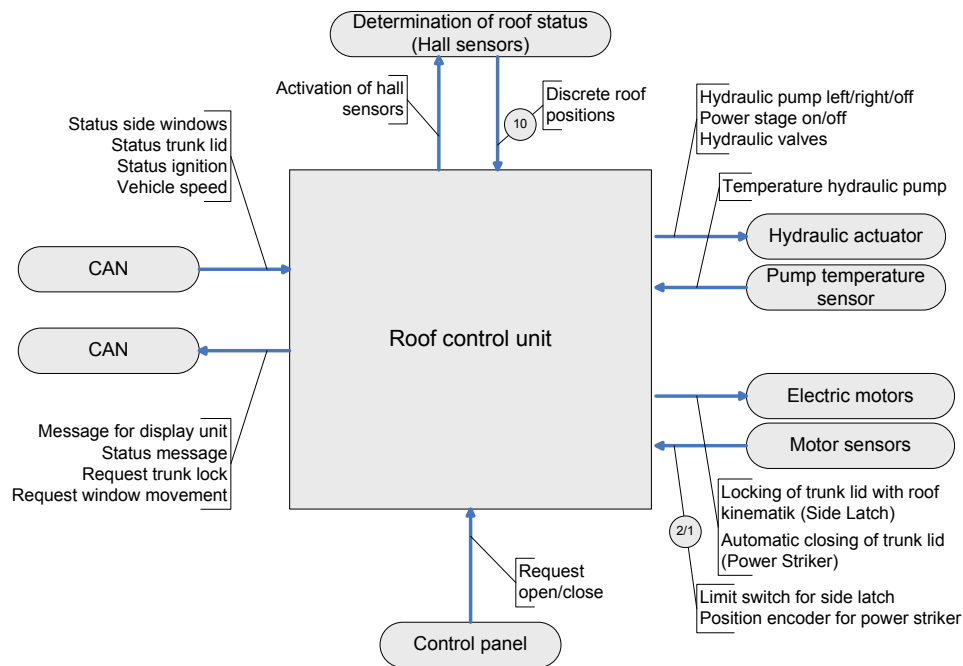 Determination of roof status
(Hall sensors)
Activation of hall
sensors
10
Discrete roof
positions
Hydraulic pump left/right/off
Power stage on/off
Hydraulic valves
Status side windows
Status trunk lid
Status ignition
Vehicle speed
Temperature hydraulic pump
Hydraulic actuator
CAN
Pump temperature
sensor
Roof control unit
CAN
Electric motors
Motor sensors
Message for display unit
Status message
Request trunk lock
Request window movement
Locking of trunk lid with roof
kinematik (Side Latch)
2/1
Automatic closing of trunk lid
(Power Striker)
Request
open/close
Limit switch for side latch
Position encoder for power striker
Control panel